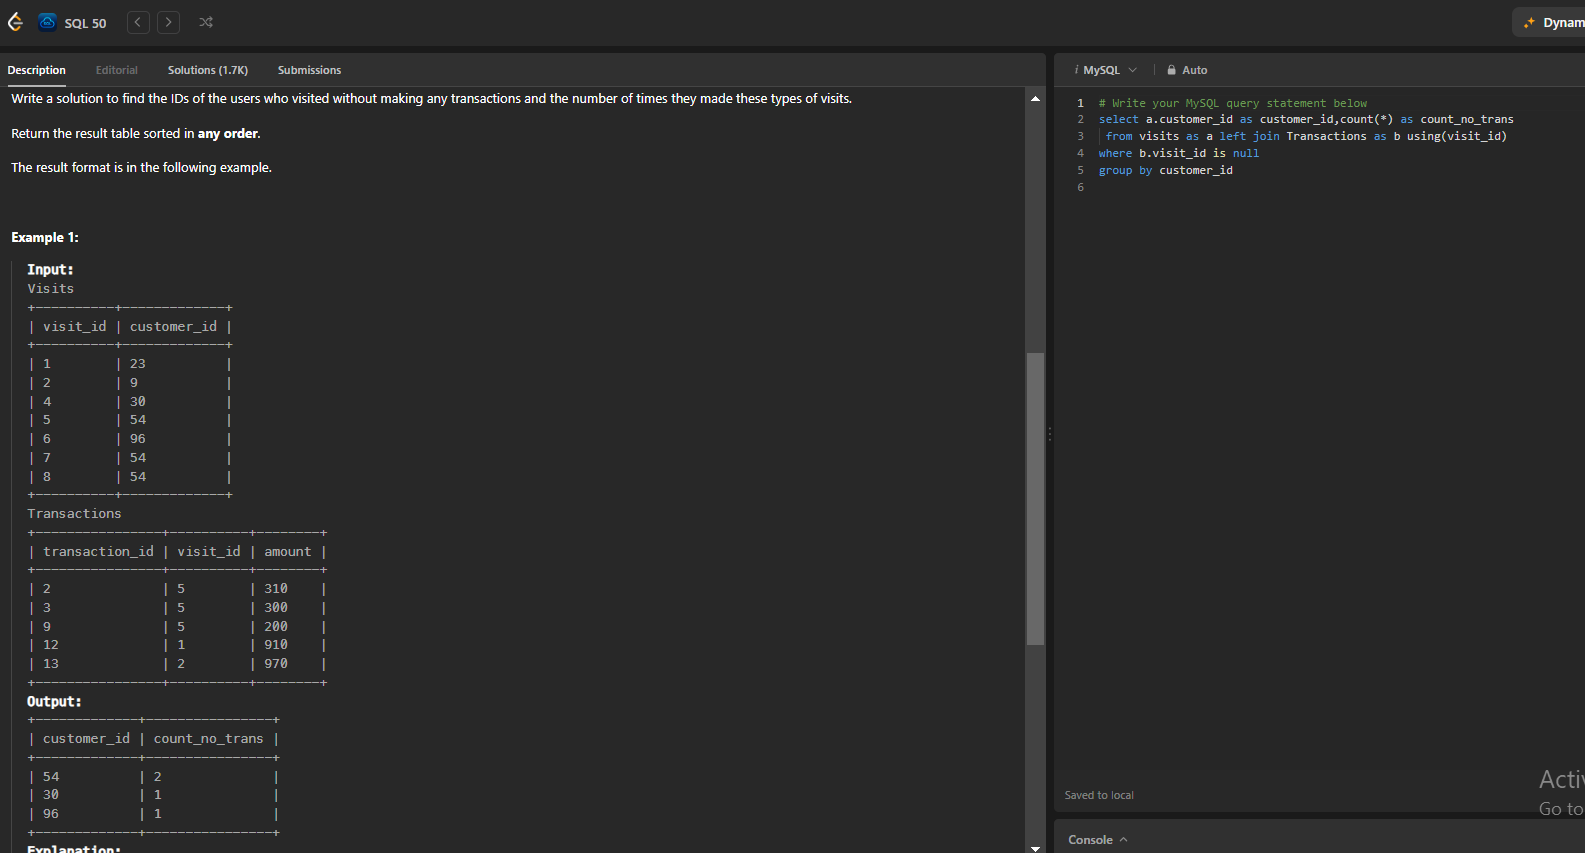 SQL 50
Dynam
Description Editorial Solutions (1.7K) Submissions
Write a solution to find the IDs of the users who visited without making any transactions and the number of times they made these types of visits.
Return the result table sorted in any order.
The result format is in the following example.
Example 1:
Input:
Visits
+----------+-------------+
| visit_id | customer_id |
+----------+-------------+
| 1        | 23          |
| 2        | 9           |
| 4        | 30          |
| 5        | 54          |
| 6        | 96          |
| 7        | 54          |
| 8        | 54          |
+----------+-------------+
Transactions
+----------------+----------+--------+
| transaction_id | visit_id | amount |
+----------------+----------+--------+
| 2              | 5        | 310    |
| 3              | 5        | 300    |
| 9              | 5        | 200    |
| 12             | 1        | 910    |
| 13             | 2        | 970    |
+----------------+----------+--------+
Output:
+-------------+----------------+
| customer_id | count_no_trans |
+-------------+----------------+
| 54          | 2              |
| 30          | 1              |
| 96          | 1              |
+-------------+----------------+
Explanation:
i MySQL Auto
1 # Write your MySQL query statement below
2 select a.customer_id as customer_id,count(*) as count_no_trans
3  from visits as a left join Transactions as b using(visit_id)
4 where b.visit_id is null
5 group by customer_id
6
Saved to local
Acti
Go to
Console